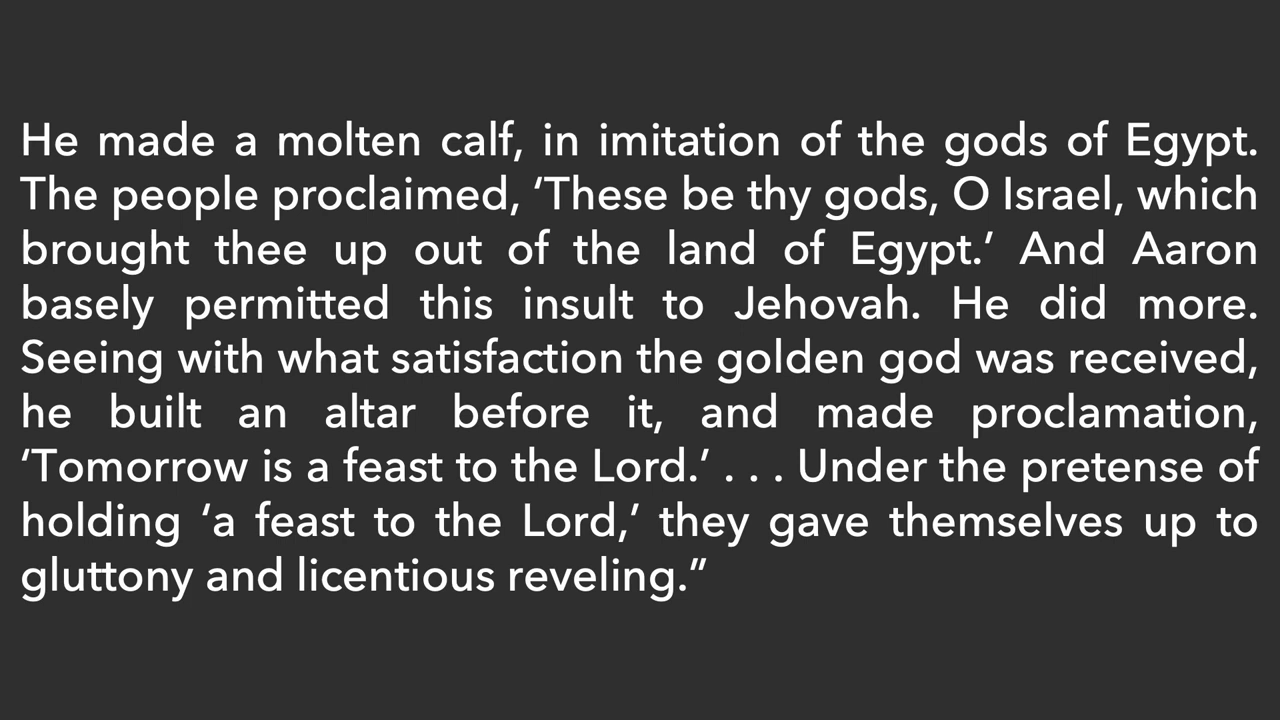 He made a molten calf, in imitation of the gods of Egypt.
The people proclaimed, ‘These be thy gods, O Israel, which
brought thee up out of the land of Egypt.’ And Aaron
basely permitted this insult to Jehovah. He did more.
Seeing with what satisfaction the golden god was received,
he built an altar before it, and made proclamation,
‘Tomorrow is a feast to the Lord.’ . . . Under the pretense of
holding ‘a feast to the Lord,’ they gave themselves up to
gluttony and licentious reveling.”